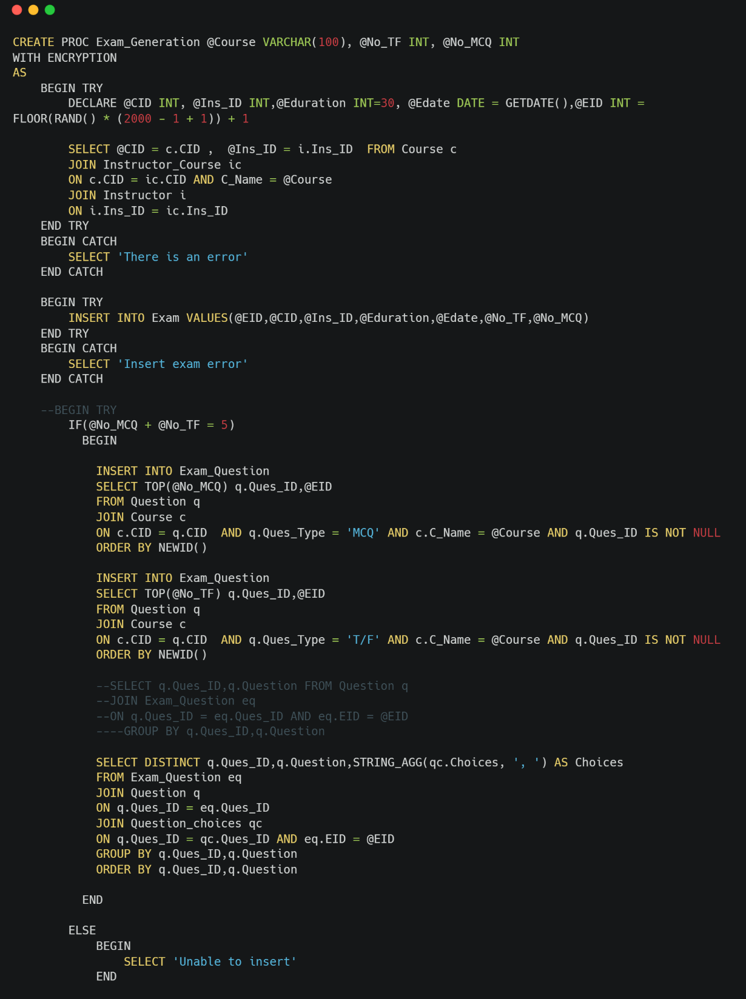 CREATE PROC Exam_Generation @Course VARCHAR(100), @No_TF INT, @No_MCQ INT
WITH ENCRYPTION
AS
    BEGIN TRY
        DECLARE @CID INT, @Ins_ID INT,@Eduration INT=30, @Edate DATE = GETDATE(),@EID INT =
FLOOR(RAND() * (2000 - 1 + 1)) + 1

        SELECT @CID = c.CID ,  @Ins_ID = i.Ins_ID  FROM Course c
        JOIN Instructor_Course ic
        ON c.CID = ic.CID AND C_Name = @Course
        JOIN Instructor i
        ON i.Ins_ID = ic.Ins_ID
    END TRY
    BEGIN CATCH
        SELECT 'There is an error'
    END CATCH

    BEGIN TRY
        INSERT INTO Exam VALUES(@EID,@CID,@Ins_ID,@Eduration,@Edate,@No_TF,@No_MCQ)
    END TRY
    BEGIN CATCH
        SELECT 'Insert exam error'
    END CATCH

    --BEGIN TRY
        IF(@No_MCQ + @No_TF = 5)
          BEGIN

            INSERT INTO Exam_Question
            SELECT TOP(@No_MCQ) q.Ques_ID,@EID
            FROM Question q
            JOIN Course c
            ON c.CID = q.CID  AND q.Ques_Type = 'MCQ' AND c.C_Name = @Course AND q.Ques_ID IS NOT NULL
            ORDER BY NEWID()

            INSERT INTO Exam_Question
            SELECT TOP(@No_TF) q.Ques_ID,@EID
            FROM Question q
            JOIN Course c
            ON c.CID = q.CID  AND q.Ques_Type = 'T/F' AND c.C_Name = @Course AND q.Ques_ID IS NOT NULL
            ORDER BY NEWID()

            --SELECT q.Ques_ID,q.Question FROM Question q
            --JOIN Exam_Question eq
            --ON q.Ques_ID = eq.Ques_ID AND eq.EID = @EID
            ----GROUP BY q.Ques_ID,q.Question

            SELECT DISTINCT q.Ques_ID,q.Question,STRING_AGG(qc.Choices, ', ') AS Choices
            FROM Exam_Question eq
            JOIN Question q
            ON q.Ques_ID = eq.Ques_ID
            JOIN Question_choices qc
            ON q.Ques_ID = qc.Ques_ID AND eq.EID = @EID
            GROUP BY q.Ques_ID,q.Question
            ORDER BY q.Ques_ID,q.Question

          END

        ELSE
            BEGIN
                SELECT 'Unable to insert'
            END